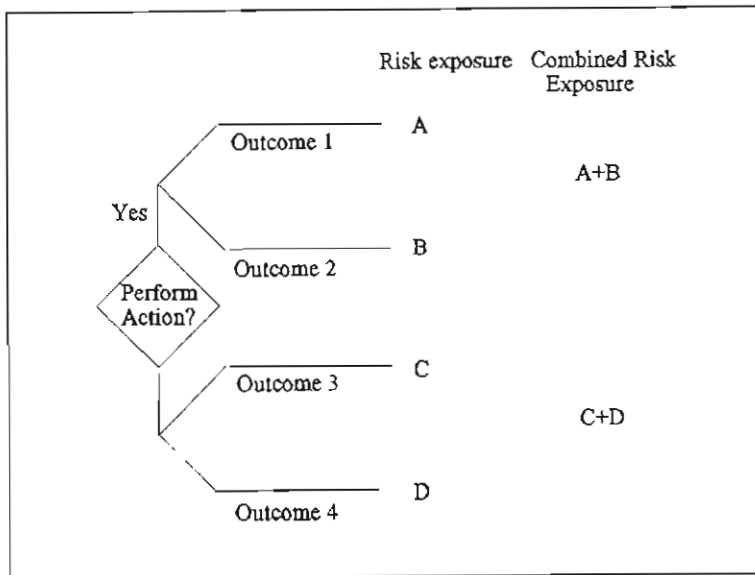 Risk exposure Combined Risk
Exposure
Outcome 1 A
A+B
Yes
Outcome 2 B
Perform
Action?
Outcome 3 C
C+D
Outcome 4 D